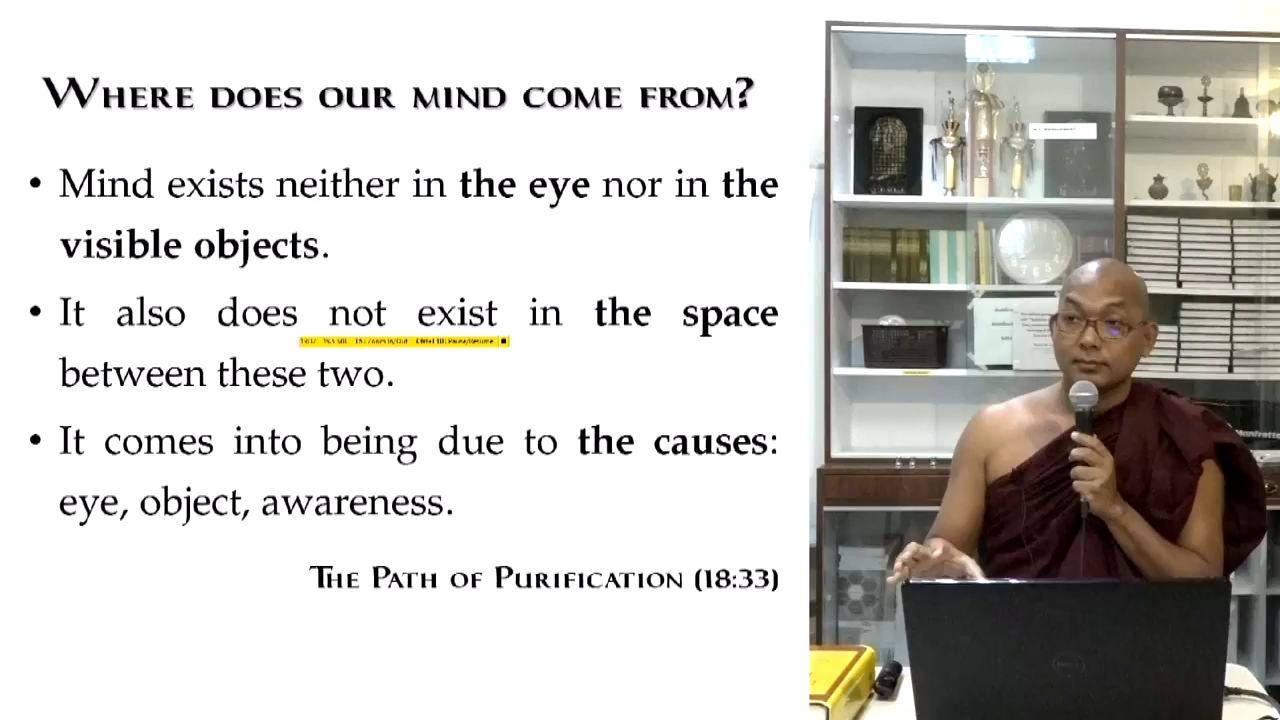 WHERE DOES OUR MIND COME FROM?
• Mind exists neither in the eye nor in the
visible objects.
• It also does not exist in the space
between these two.
• It comes into being due to the causes:
eye, object, awareness.
THE PATH OF PURIFICATION (18:33)
DELL